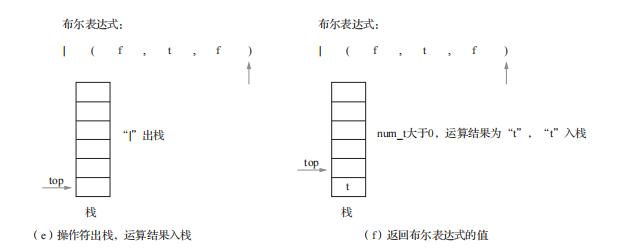 布尔表达式：
| ( f , t , f )
“|”出栈
top
栈
（e）操作符出栈，运算结果入栈
布尔表达式：
| ( f , t , f )
num_t大于0，运算结果为“t”，“t”入栈
top
t
栈
（f）返回布尔表达式的值